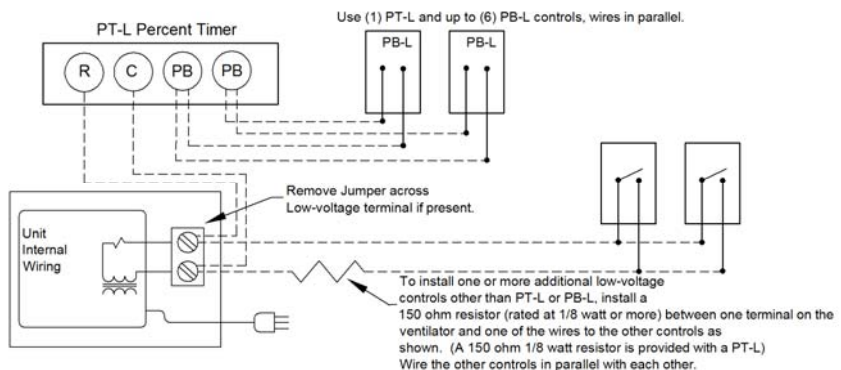 Use (1) PT-L and up to (6) PB-L controls, wires in parallel.
PT-L Percent Timer
R C PB PB
PB-L PB-L
Remove Jumper across
Low-voltage terminal if present.
Unit
Internal
Wiring
To install one or more additional low-voltage
controls other than PT-L or PB-L, install a
150 ohm resistor (rated at 1/8 watt or more) between one terminal on the
ventilator and one of the wires to the other controls as
shown. (A 150 ohm 1/8 watt resistor is provided with a PT-L)
Wire the other controls in parallel with each other.